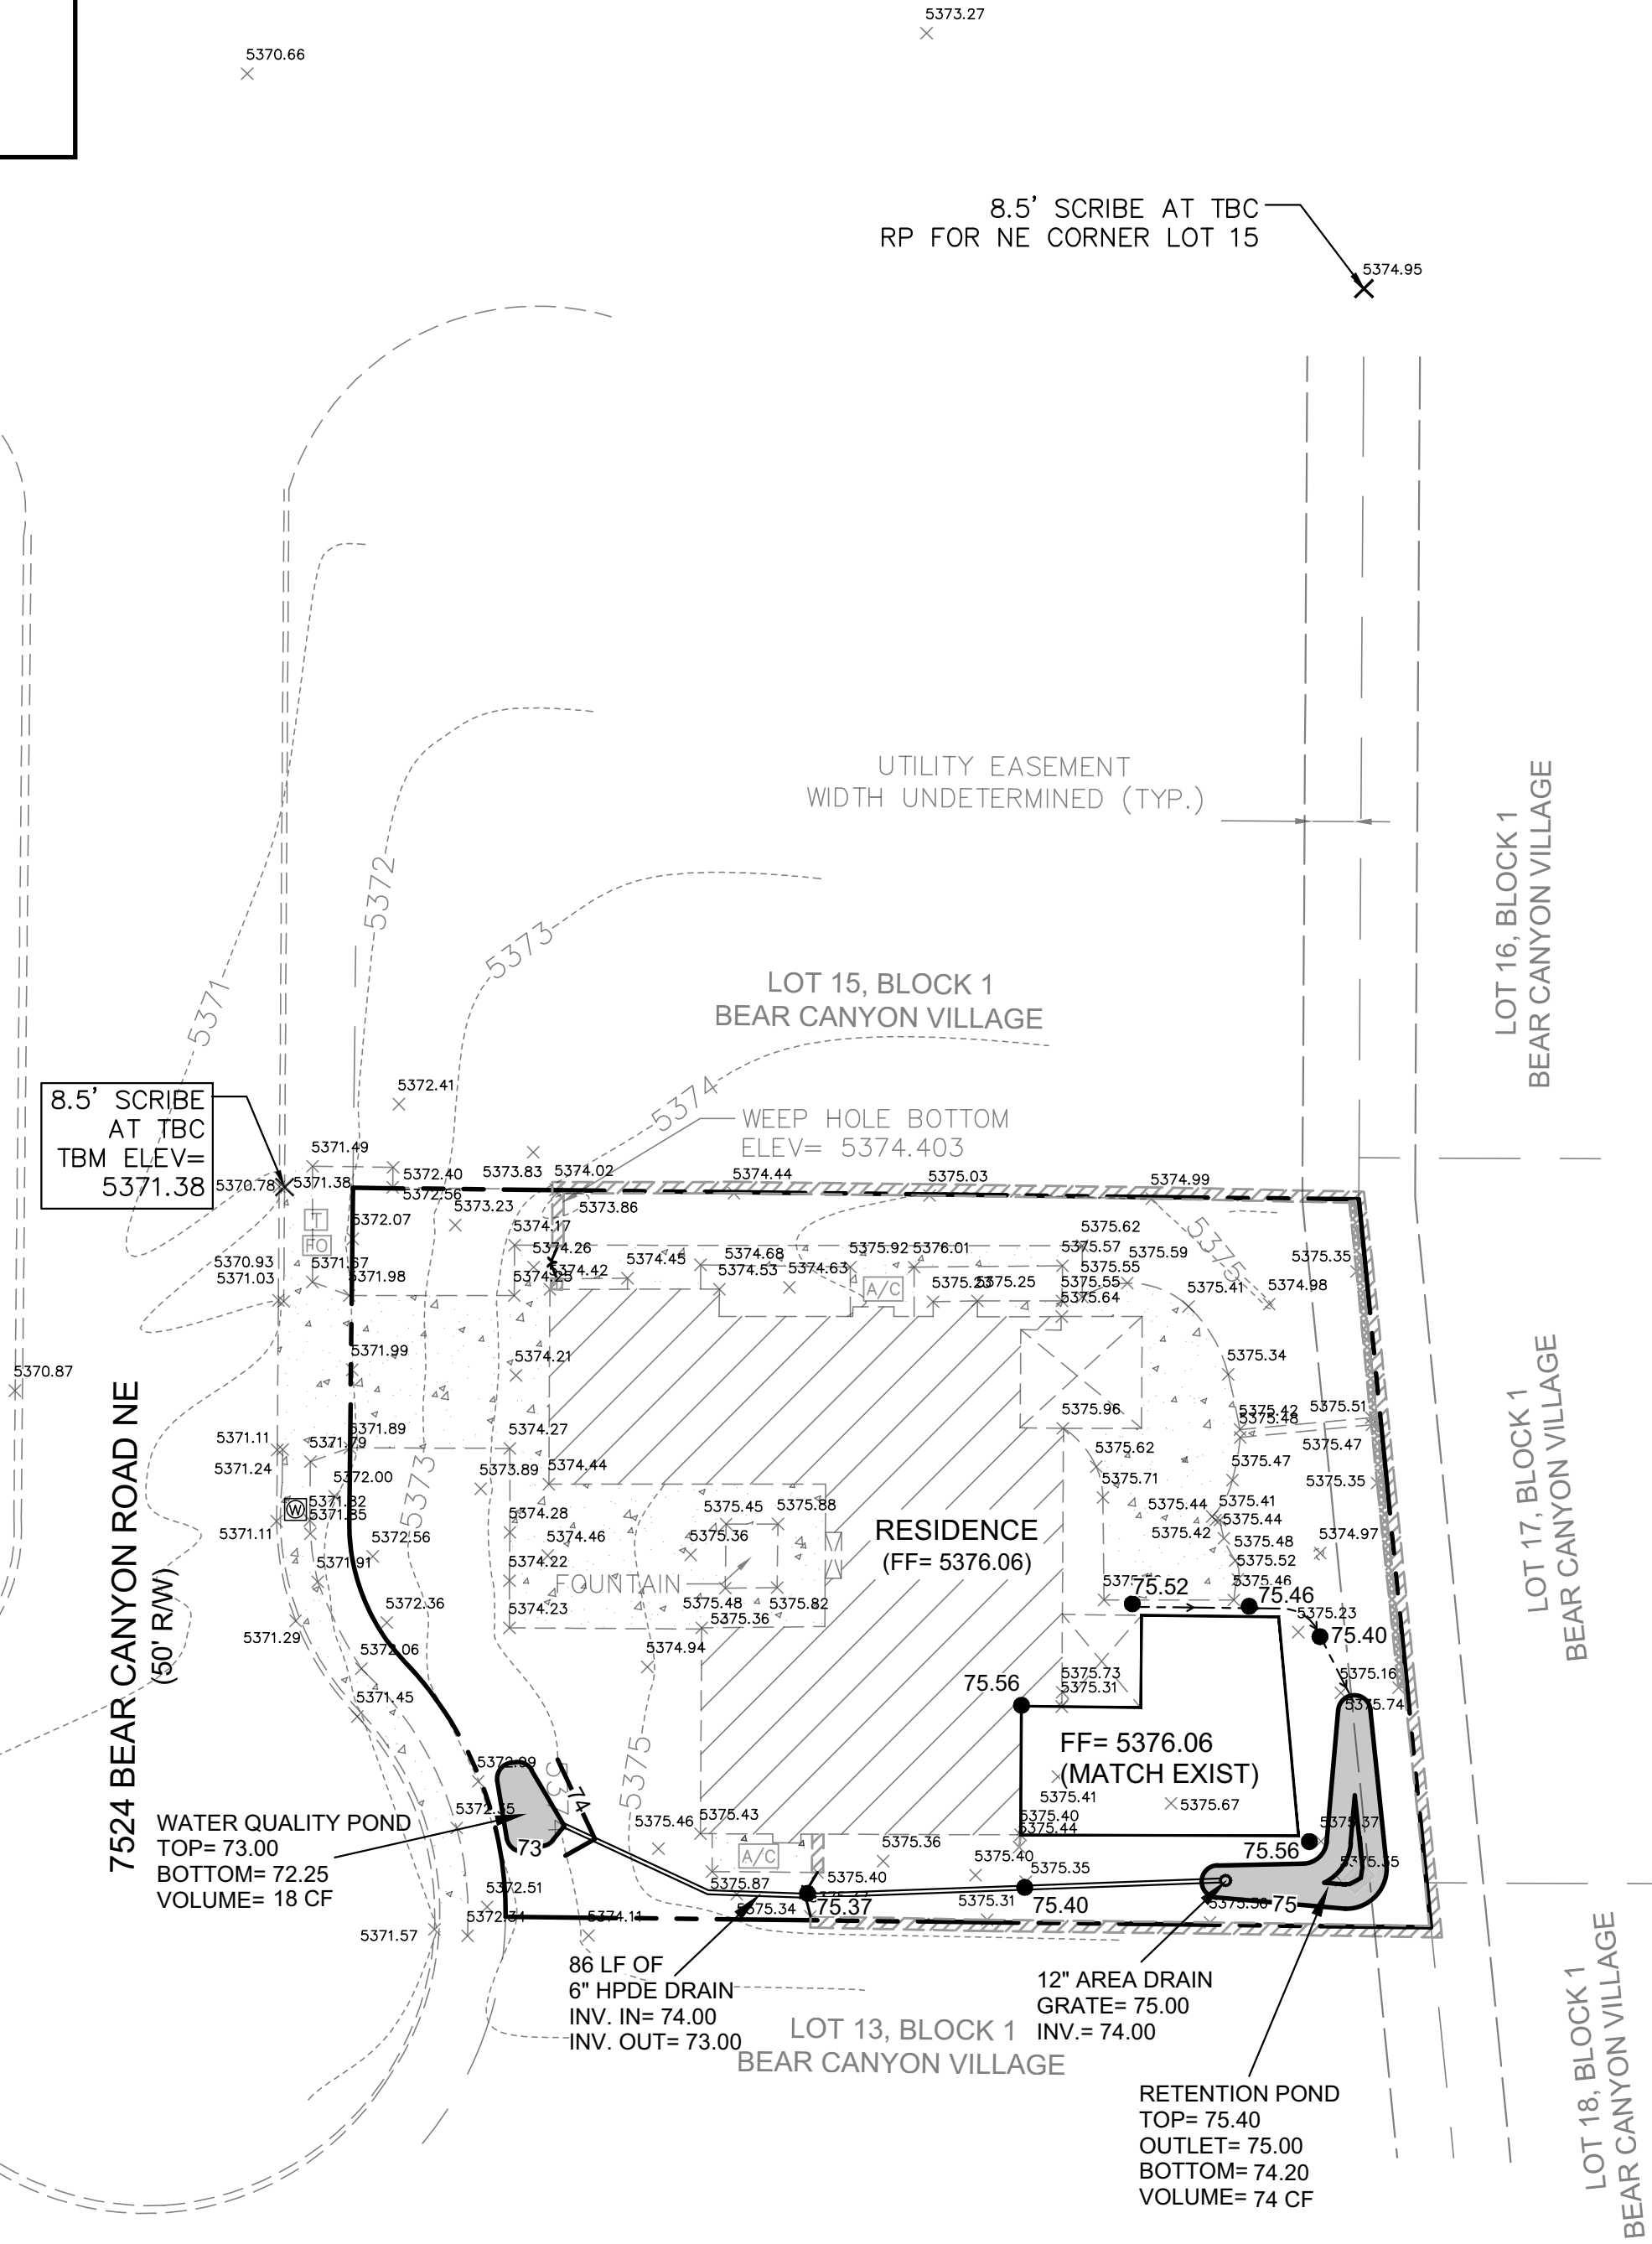 5373.27
5370.66
8.5' SCRIBE AT TBC
RP FOR NE CORNER LOT 15
5374.95
UTILITY EASEMENT
WIDTH UNDETERMINED (TYP.)
LOT 16, BLOCK 1
BEAR CANYON VILLAGE
5372
5373
5371
LOT 15, BLOCK 1
BEAR CANYON VILLAGE
5374
WEEP HOLE BOTTOM
ELEV= 5374.403
8.5' SCRIBE
AT TBC
TBM ELEV=
5371.38
5372.41
5371.49
5370.78
5371.38
5372.40
5372.56
5373.83
5374.02
5374.44
5375.03
5374.99
5373.23
5373.86
5372.07
5374.17
5374.26
5374.25
5374.42
5374.45
5374.68
5374.53
5374.63
5375.92
5376.01
5375.23
5375.25
5375.62
5375.57
5375.55
5375.59
5375.55
5375.64
5375
5375.41
5374.98
5375.35
T
FO
A/C
5370.93
5371.03
5371.67
5371.98
5371.99
5374.21
5375.34
5370.87
7524 BEAR CANYON ROAD NE
(50' R/W)
5371.11
5371.24
5371.79
5371.89
5372.00
5374.27
5373.89
5374.44
5375.96
5375.42
5375.48
5375.51
5375.47
5375.62
5375.71
5375.47
5375.35
LOT 17, BLOCK 1
BEAR CANYON VILLAGE
W
5371.82
5371.85
5371.11
5371.91
5372.56
5373
5374.28
5374.46
5374.22
5374.23
5375.45
5375.88
5375.36
FOUNTAIN
5375.48
5375.82
5375.36
RESIDENCE
(FF= 5376.06)
5375.44
5375.41
5375.44
5375.42
5375.48
5375.52
5375.46
5374.97
75.52
75.46
5375.23
75.40
5372.36
5371.29
5372.06
5371.45
5374.94
5375.73
5375.31
75.56
5375.16
5375.74
FF= 5376.06
(MATCH EXIST)
5375.41
5375.67
5375.40
5375.44
5375
74
73
WATER QUALITY POND
TOP= 73.00
BOTTOM= 72.25
VOLUME= 18 CF
5375.46
5375.43
A/C
5375.36
5375.40
5375.35
75.56
5375.40
5375.87
5375.34
75.37
5375.31
75.40
75
5372.51
5374.11
5371.57
86 LF OF
6" HPDE DRAIN
INV. IN= 74.00
INV. OUT= 73.00
LOT 13, BLOCK 1
BEAR CANYON VILLAGE
12" AREA DRAIN
GRATE= 75.00
INV.= 74.00
RETENTION POND
TOP= 75.40
OUTLET= 75.00
BOTTOM= 74.20
VOLUME= 74 CF
LOT 18, BLOCK 1
BEAR CANYON VILLAGE